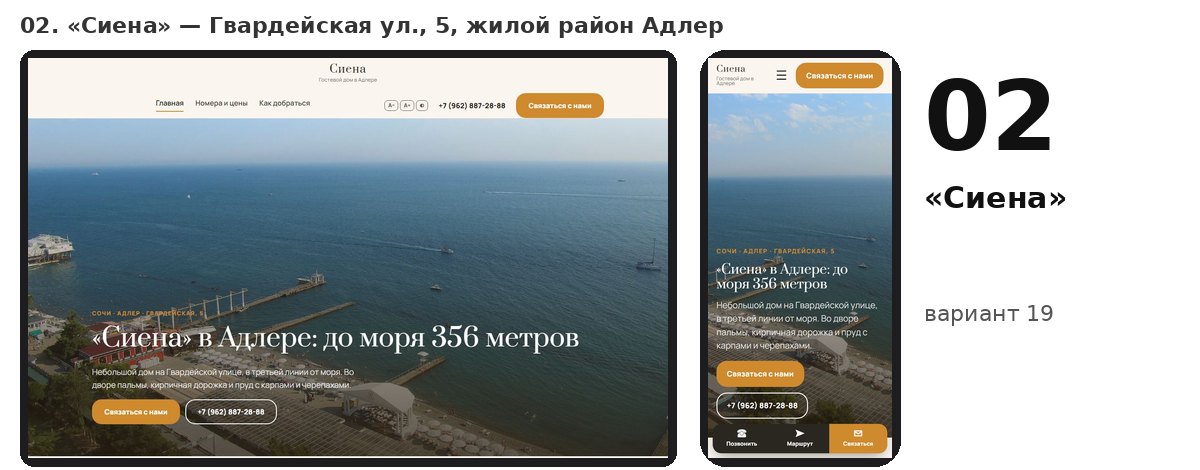 02. «Сиена» — Гвардейская ул., 5, жилой район Адлер
Сиена
Гостевой дом в Адлере
Главная Номера и цены Как добраться A− A+ +7 (962) 887-28-88 Связаться с нами
СОЧИ · АДЛЕР · ГВАРДЕЙСКАЯ, 5
«Сиена» в Адлере: до моря 356 метров
Небольшой дом на Гвардейской улице, в третьей линии от моря. Во
дворе пальмы, кирпичная дорожка и пруд с карпами и черепахами.
Связаться с нами +7 (962) 887-28-88
Сиена
Гостевой дом в
Адлере
Связаться с нами
СОЧИ · АДЛЕР · ГВАРДЕЙСКАЯ, 5
«Сиена» в Адлере: до
моря 356 метров
Небольшой дом на Гвардейской улице,
в третьей линии от моря. Во дворе
пальмы, кирпичная дорожка и пруд с
карпами и черепахами.
Связаться с нами
+7 (962) 887-28-88
Позвонить Маршрут Связаться
02
«Сиена»
вариант 19